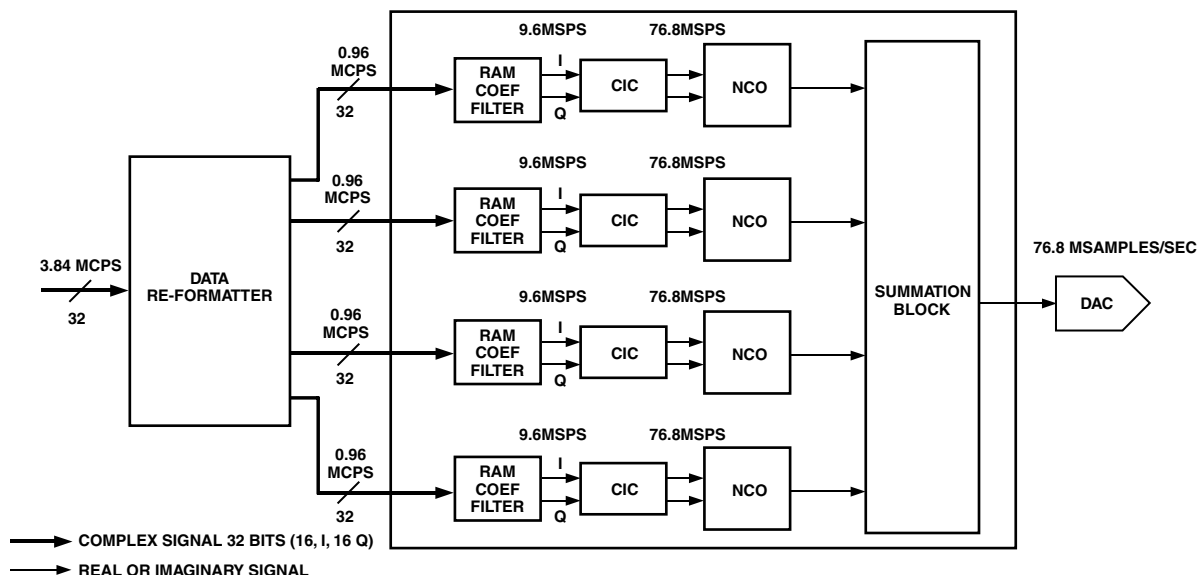 9.6MSPS 76.8MSPS
0.96
MCPS
32
RAM
COEF
FILTER
I
Q
CIC
NCO
9.6MSPS 76.8MSPS
0.96
MCPS
32
RAM
COEF
FILTER
I
Q
CIC
NCO
3.84 MCPS
32
DATA
RE-FORMATTER
SUMMATION
BLOCK
76.8 MSAMPLES/SEC
DAC
9.6MSPS 76.8MSPS
0.96
MCPS
32
RAM
COEF
FILTER
I
Q
CIC
NCO
9.6MSPS 76.8MSPS
0.96
MCPS
32
RAM
COEF
FILTER
I
Q
CIC
NCO
COMPLEX SIGNAL 32 BITS (16, I, 16 Q)
REAL OR IMAGINARY SIGNAL